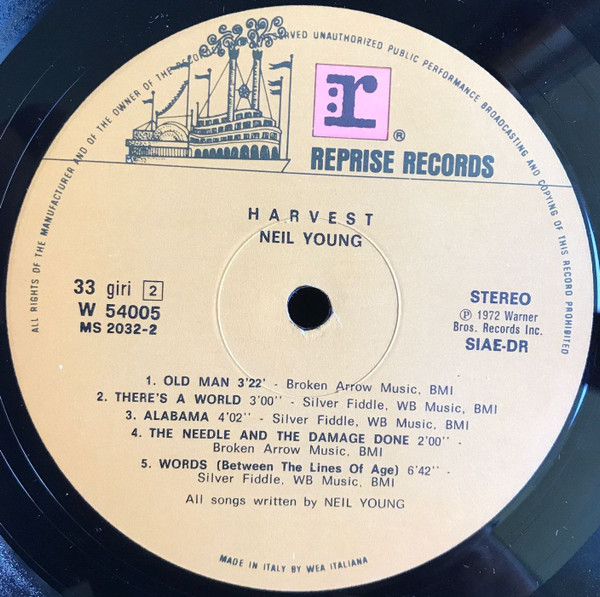 ALL RIGHTS OF THE MANUFACTURER AND OF THE OWNER OF THE RECORDED
SERVED UNAUTHORIZED PUBLIC PERFORMANCE BROADCASTING AND COPYING OF THIS RECORD PROHIBITED
r
®
REPRISE RECORDS
HARVEST
NEIL YOUNG
33 giri 2
W 54005
MS 2032-2
STEREO
℗ 1972 Warner
Bros. Records Inc.
SIAE-DR
1. OLD MAN 3'22' - Broken Arrow Music, BMI
2. THERE'S A WORLD 3'00'' - Silver Fiddle, WB Music, BMI
3. ALABAMA 4'02'' - Silver Fiddle, WB Music, BMI
4. THE NEEDLE AND THE DAMAGE DONE 2'00'' -
Broken Arrow Music, BMI
5. WORDS (Between The Lines Of Age) 6'42'' -
Silver Fiddle, WB Music, BMI
All songs written by NEIL YOUNG
MADE IN ITALY BY WEA ITALIANA